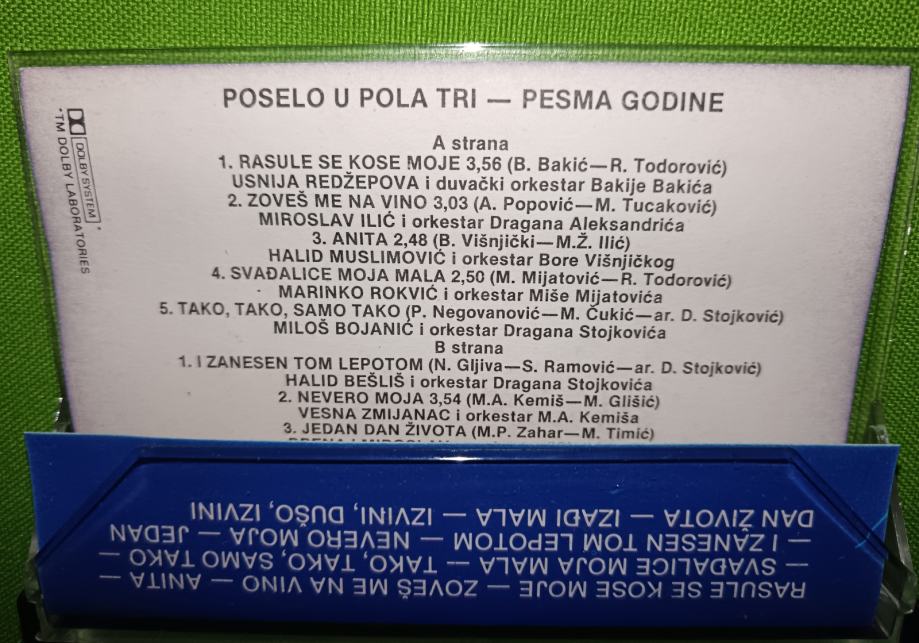 POSELO U POLA TRI — PESMA GODINE
DOLBY SYSTEM
*TM DOLBY LABORATORIES
A strana
1. RASULE SE KOSE MOJE 3,56 (B. Bakić—R. Todorović)
USNIJA REDŽEPOVA i duvački orkestar Bakije Bakića
2. ZOVEŠ ME NA VINO 3,03 (A. Popović—M. Tucaković)
MIROSLAV ILIĆ i orkestar Dragana Aleksandrića
3. ANITA 2,48 (B. Višnjički—M.Ž. Ilić)
HALID MUSLIMOVIĆ i orkestar Bore Višnjičkog
4. SVAĐALICE MOJA MALA 2,50 (M. Mijatović—R. Todorović)
MARINKO ROKVIĆ i orkestar Miše Mijatovića
5. TAKO, TAKO, SAMO TAKO (P. Negovanović—M. Čukić—ar. D. Stojković)
MILOŠ BOJANIĆ i orkestar Dragana Stojkovića
B strana
1. I ZANESEN TOM LEPOTOM (N. Gljiva—S. Ramović—ar. D. Stojković)
HALID BEŠLIŠ i orkestar Dragana Stojkovića
2. NEVERO MOJA 3,54 (M.A. Kemiš—M. Glišić)
VESNA ZMIJANAC i orkestar M.A. Kemiša
3. JEDAN DAN ŽIVOTA (M.P. Zahar—M. Timić)
RASULE SE KOSE MOJE — ZOVEŠ ME NA VINO — ANITA —
SVAĐALICE MOJA MALA — TAKO, TAKO, SAMO TAKO
— I ZANESEN TOM LEPOTOM — NEVERO MOJA — JEDAN
DAN ŽIVOTA — IZAĐI MALA — IZVINI, DUŠO, IZVINI